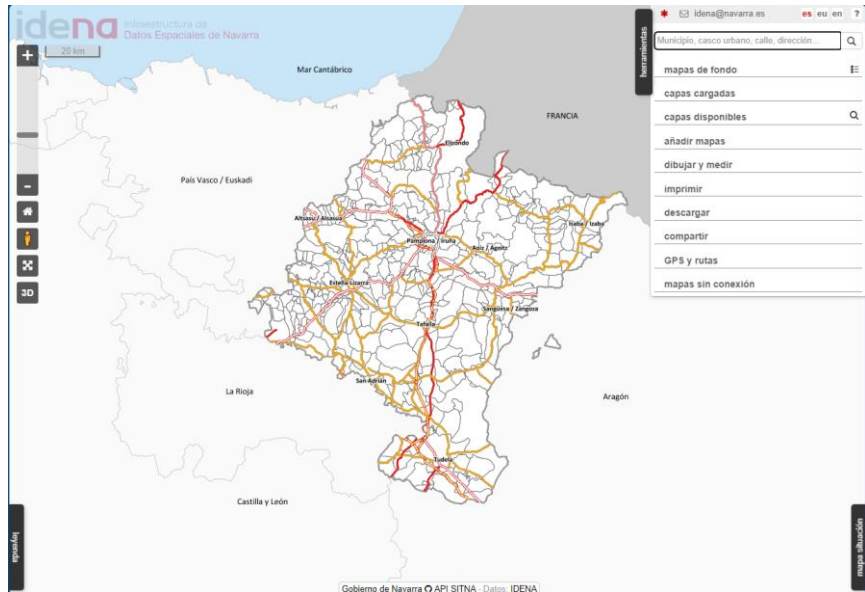 idena Infraestructura de
Datos Espaciales de Navarra
20 km
Mar Cantábrico
FRANCIA
País Vasco / Euskadi
Elizondo
Altsasu / Alsasua
Isaba / Izaba
Pamplona / Iruña
Aoiz / Agoitz
Estella-Lizarra
Sangüesa / Zangoza
Tafalla
San Adrián
La Rioja
Aragón
Tudela
Castilla y León
3D
leyenda
mapa situación
herramientas
idena@navarra.es
es eu en ?
Municipio, casco urbano, calle, dirección...
mapas de fondo
capas cargadas
capas disponibles
añadir mapas
dibujar y medir
imprimir
descargar
compartir
GPS y rutas
mapas sin conexión
Gobierno de Navarra API SITNA - Datos: IDENA